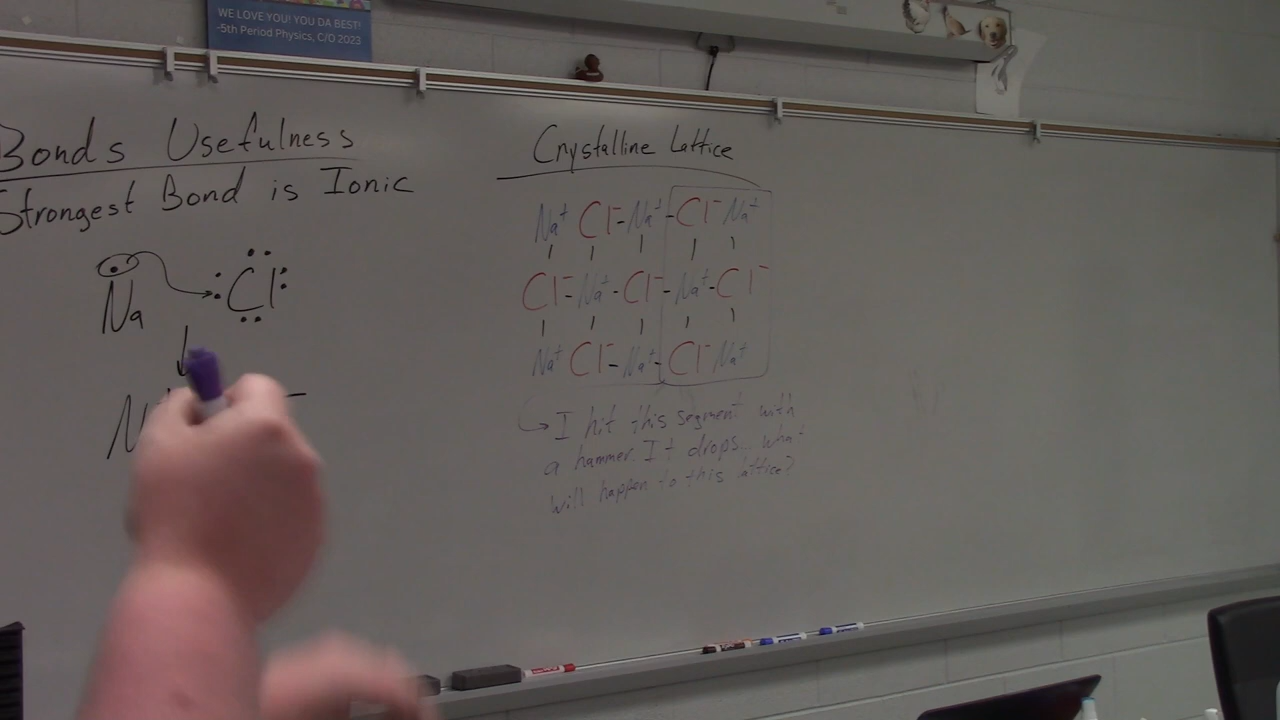 WE LOVE YOU! YOU DA BEST!
-5th Period Physics, C/O 2023
Bonds Usefulness
Strongest Bond is Ionic
Na Cl
N
Crystalline Lattice
Na⁺ Cl⁻-Na⁺-Cl⁻ Na⁺
Cl⁻-Na⁺-Cl⁻-Na⁺-Cl⁻
Na⁺ Cl⁻-Na⁺-Cl⁻ Na⁺
I hit this segment with
a hammer. It drops... what
will happen to this lattice?